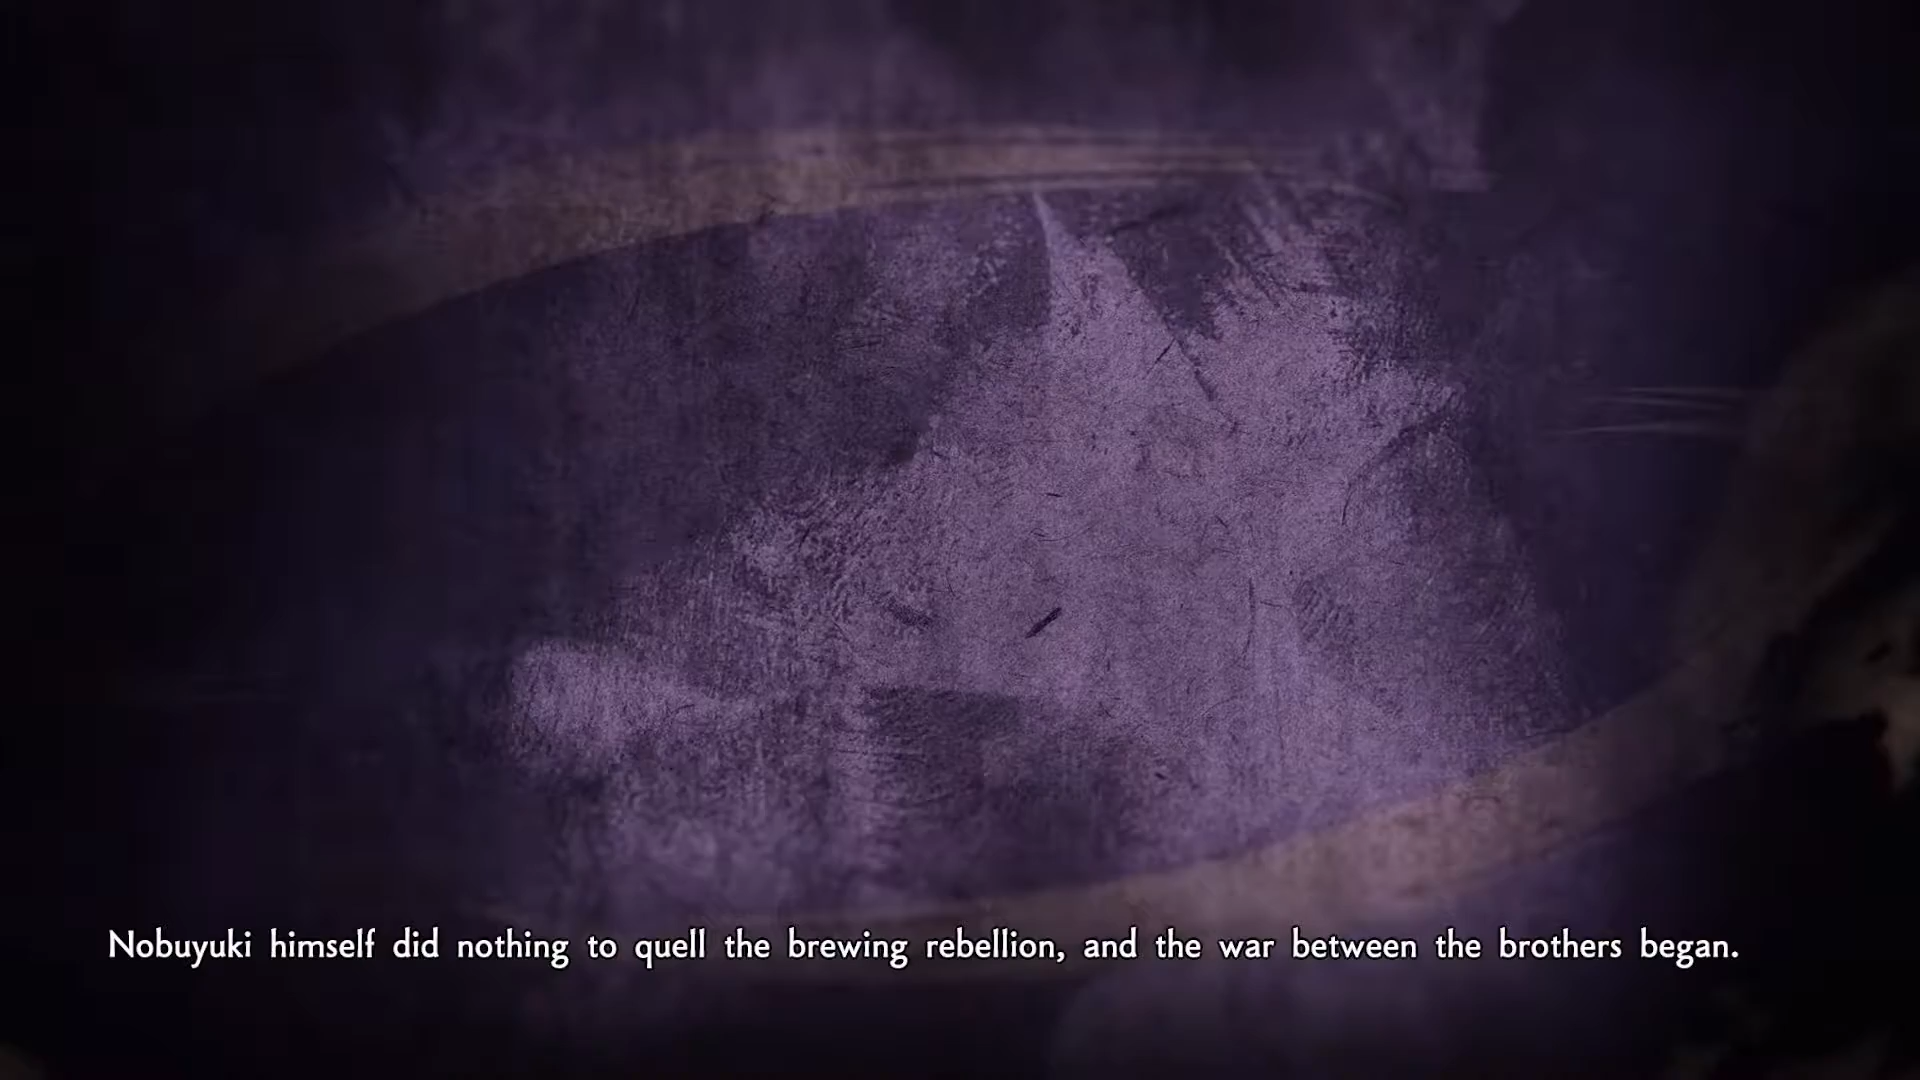 Nobuyuki himself did nothing to quell the brewing rebellion, and the war between the brothers began.